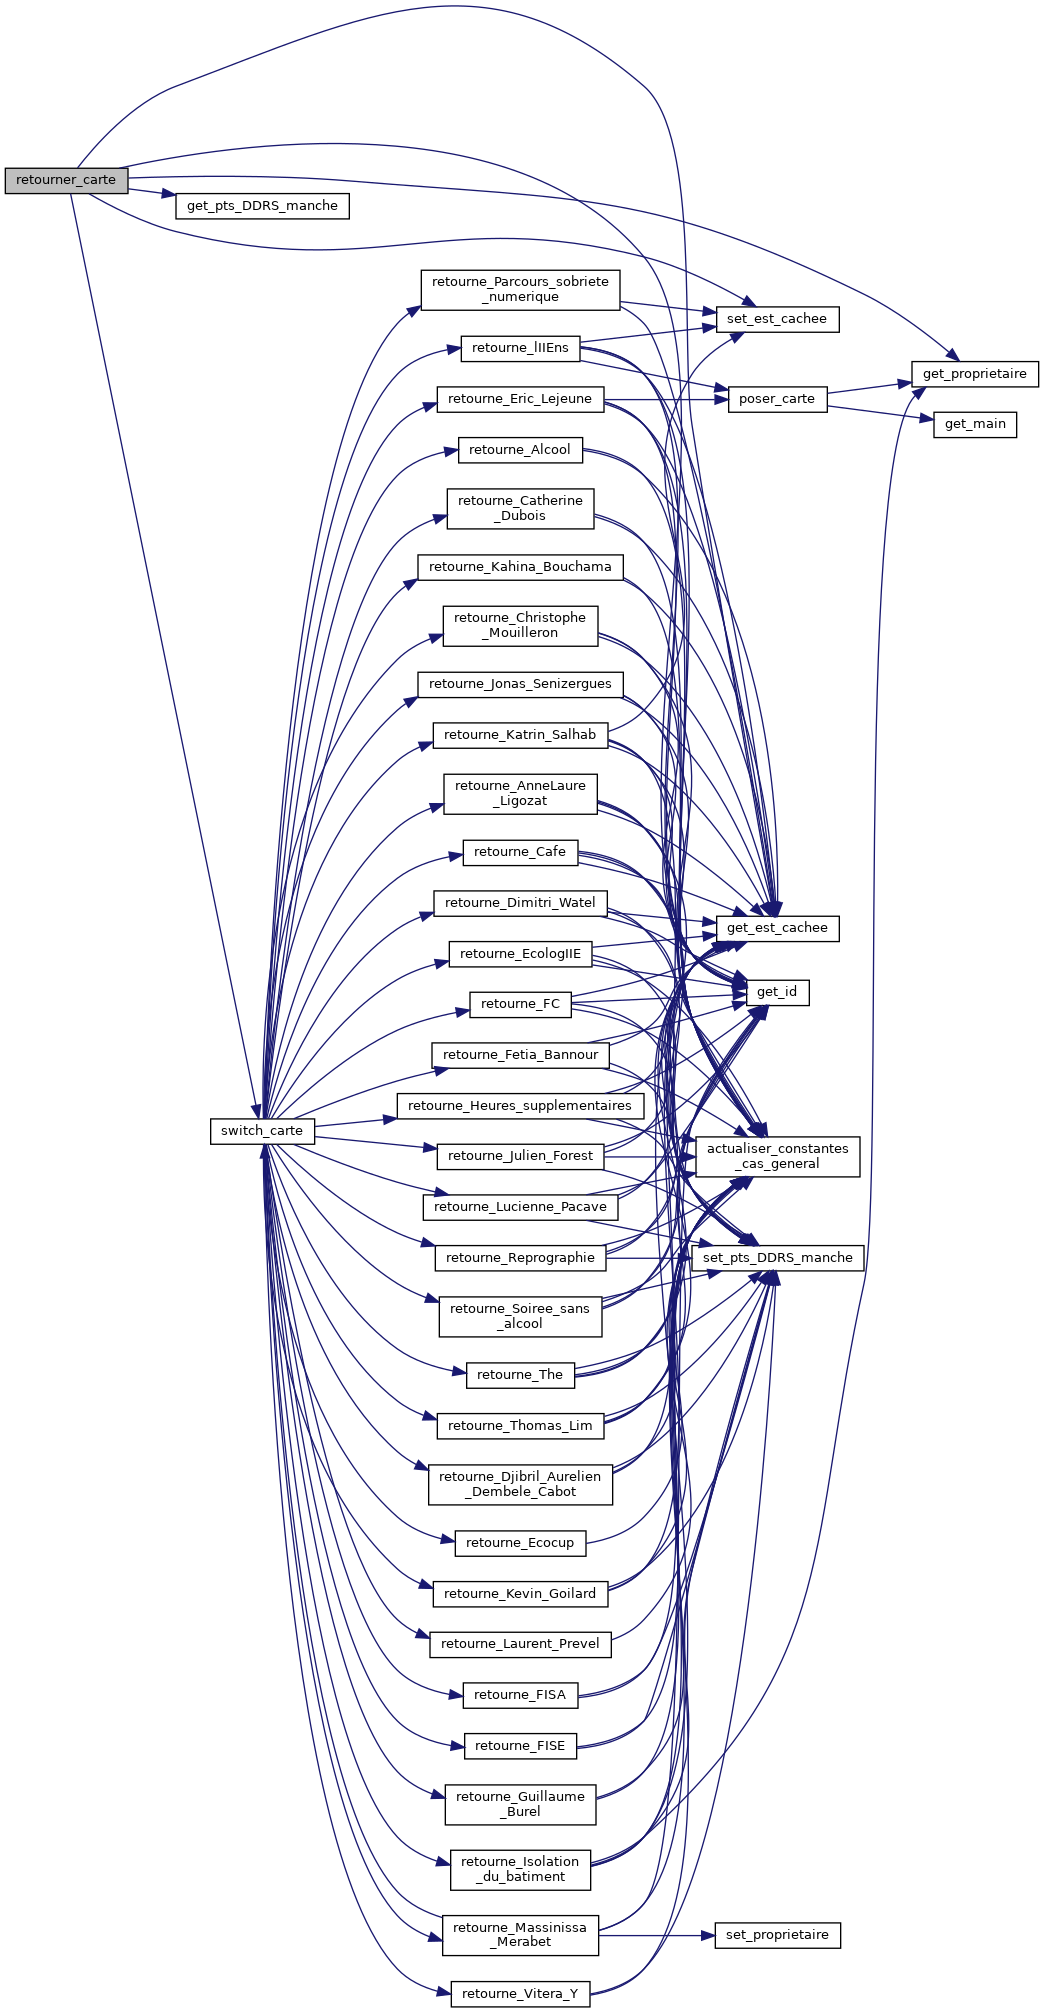 retourner_carte
get_pts_DDRS_manche
retourne_Parcours_sobriete
_numerique
set_est_cachee
retourne_lIIEns
get_proprietaire
retourne_Eric_Lejeune
poser_carte
get_main
retourne_Alcool
retourne_Catherine
_Dubois
retourne_Kahina_Bouchama
retourne_Christophe
_Mouilleron
retourne_Jonas_Senizergues
retourne_Katrin_Salhab
retourne_AnneLaure
_Ligozat
retourne_Cafe
retourne_Dimitri_Watel
get_est_cachee
retourne_EcologIIE
get_id
retourne_FC
retourne_Fetia_Bannour
retourne_Heures_supplementaires
switch_carte
retourne_Julien_Forest
actualiser_constantes
_cas_general
retourne_Lucienne_Pacave
retourne_Reprographie
set_pts_DDRS_manche
retourne_Soiree_sans
_alcool
retourne_The
retourne_Thomas_Lim
retourne_Djibril_Aurelien
_Dembele_Cabot
retourne_Ecocup
retourne_Kevin_Goilard
retourne_Laurent_Prevel
retourne_FISA
retourne_FISE
retourne_Guillaume
_Burel
retourne_Isolation
_du_batiment
retourne_Massinissa
_Merabet
set_proprietaire
retourne_Vitera_Y